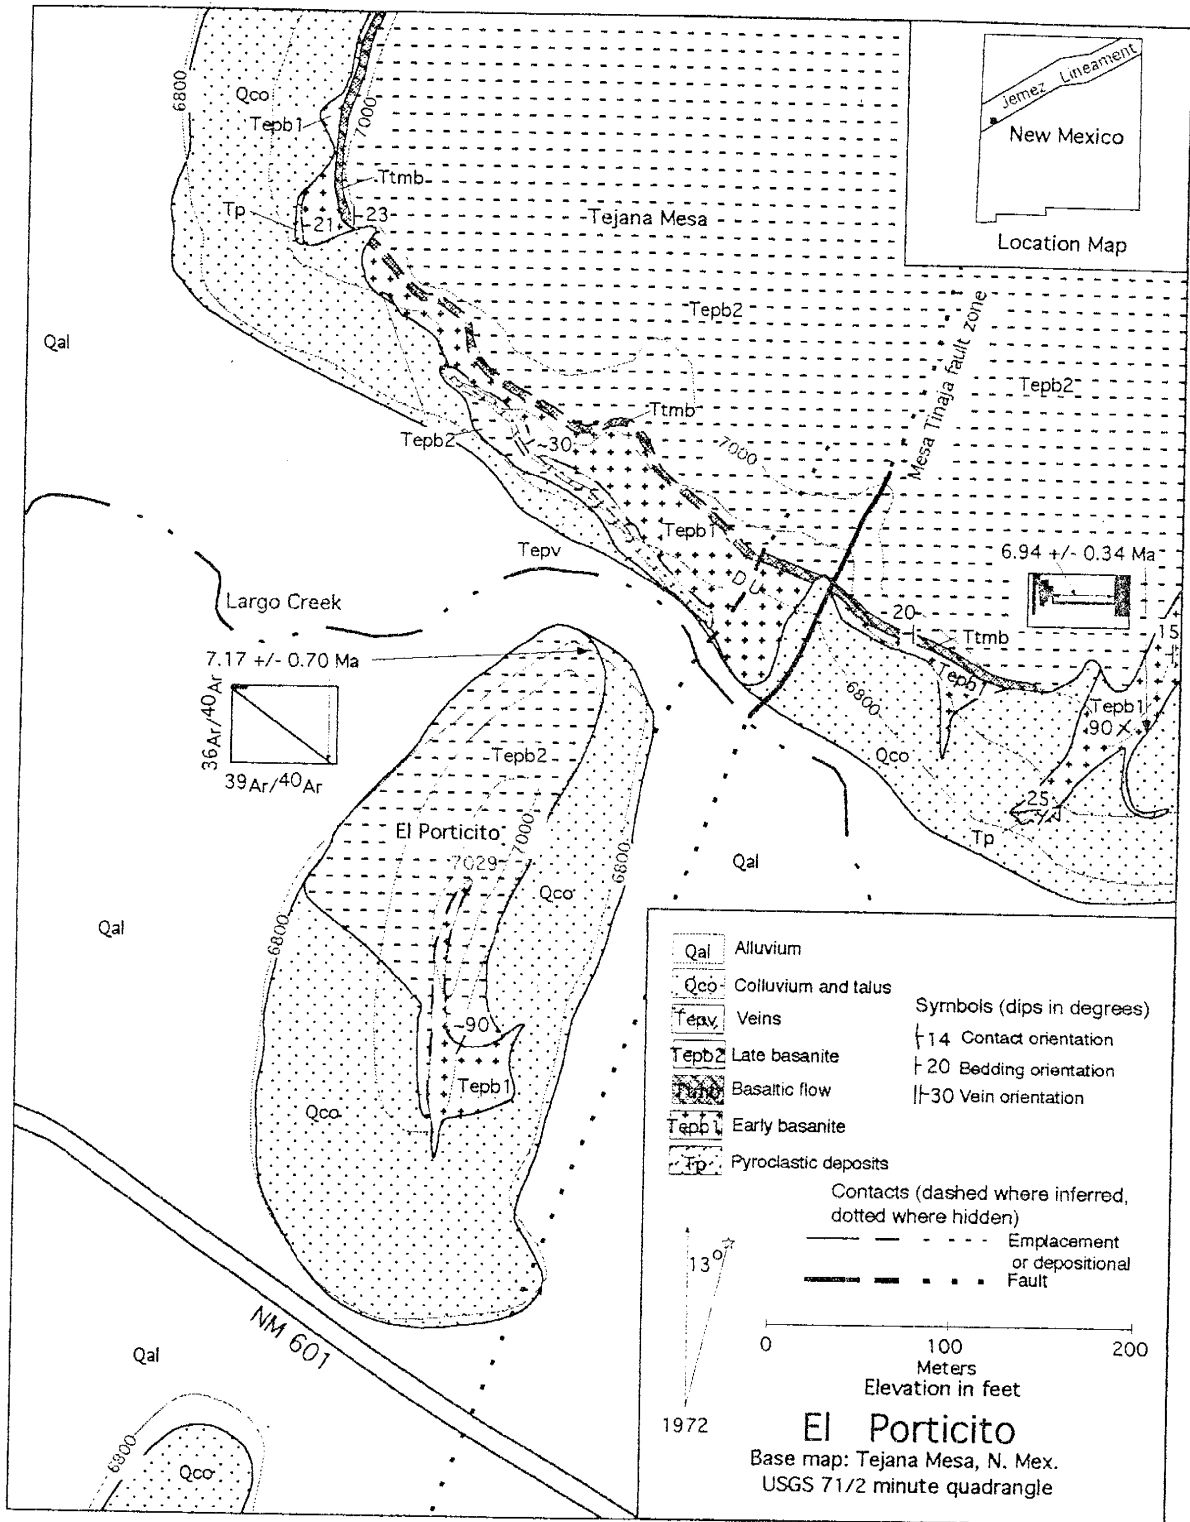 6800
Qco
Tepb1
7000
Ttmb
Tp
21
23
Tejana Mesa
Jemez Lineament
New Mexico
Location Map
Qal
Tepb2
Mesa Tinaja fault zone
Tepb2
Ttmb
Tepb2
~30
7000
Tepb1
Tepv
D U
6.94 +/- 0.34 Ma
Largo Creek
20
Ttmb
15
7.17 +/- 0.70 Ma
Tepb1
6800
Tepb1
90
36Ar/40Ar
39Ar/40Ar
Tepb2
Qco
25
Tp
El Porticito
7029
7000
6800
Qal
Qco
6800
Qal
~90
Tepb1
Qco
Qal Alluvium
Qco Colluvium and talus
Tepv Veins
Tepb2 Late basanite
Ttmb Basaltic flow
Tepb1 Early basanite
Tp Pyroclastic deposits
Symbols (dips in degrees)
14 Contact orientation
20 Bedding orientation
30 Vein orientation
Contacts (dashed where inferred,
dotted where hidden)
Emplacement
or depositional
Fault
13°
1972
0 100 200
Meters
Elevation in feet
El Porticito
Base map: Tejana Mesa, N. Mex.
USGS 71/2 minute quadrangle
NM 601
Qal
6800
Qco